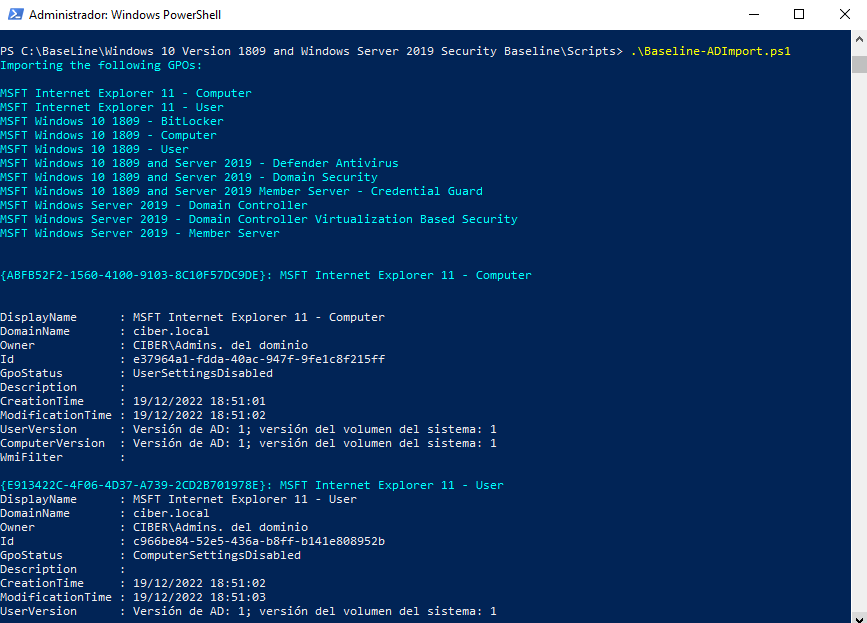 Administrador: Windows PowerShell
PS C:\BaseLine\Windows 10 Version 1809 and Windows Server 2019 Security Baseline\Scripts> .\Baseline-ADImport.ps1
Importing the following GPOs:
MSFT Internet Explorer 11 - Computer
MSFT Internet Explorer 11 - User
MSFT Windows 10 1809 - BitLocker
MSFT Windows 10 1809 - Computer
MSFT Windows 10 1809 - User
MSFT Windows 10 1809 and Server 2019 - Defender Antivirus
MSFT Windows 10 1809 and Server 2019 - Domain Security
MSFT Windows 10 1809 and Server 2019 Member Server - Credential Guard
MSFT Windows Server 2019 - Domain Controller
MSFT Windows Server 2019 - Domain Controller Virtualization Based Security
MSFT Windows Server 2019 - Member Server
{ABFB52F2-1560-4100-9103-8C10F57DC9DE}: MSFT Internet Explorer 11 - Computer
DisplayName      : MSFT Internet Explorer 11 - Computer
DomainName       : ciber.local
Owner            : CIBER\Admins. del dominio
Id               : e37964a1-fdda-40ac-947f-9fe1c8f215ff
GpoStatus        : UserSettingsDisabled
Description      :
CreationTime     : 19/12/2022 18:51:01
ModificationTime : 19/12/2022 18:51:02
UserVersion      : Versión de AD: 1; versión del volumen del sistema: 1
ComputerVersion  : Versión de AD: 1; versión del volumen del sistema: 1
WmiFilter        :
{E913422C-4F06-4D37-A739-2CD2B701978E}: MSFT Internet Explorer 11 - User
DisplayName      : MSFT Internet Explorer 11 - User
DomainName       : ciber.local
Owner            : CIBER\Admins. del dominio
Id               : c966be84-52e5-436a-b8ff-b141e808952b
GpoStatus        : ComputerSettingsDisabled
Description      :
CreationTime     : 19/12/2022 18:51:02
ModificationTime : 19/12/2022 18:51:03
UserVersion      : Versión de AD: 1; versión del volumen del sistema: 1